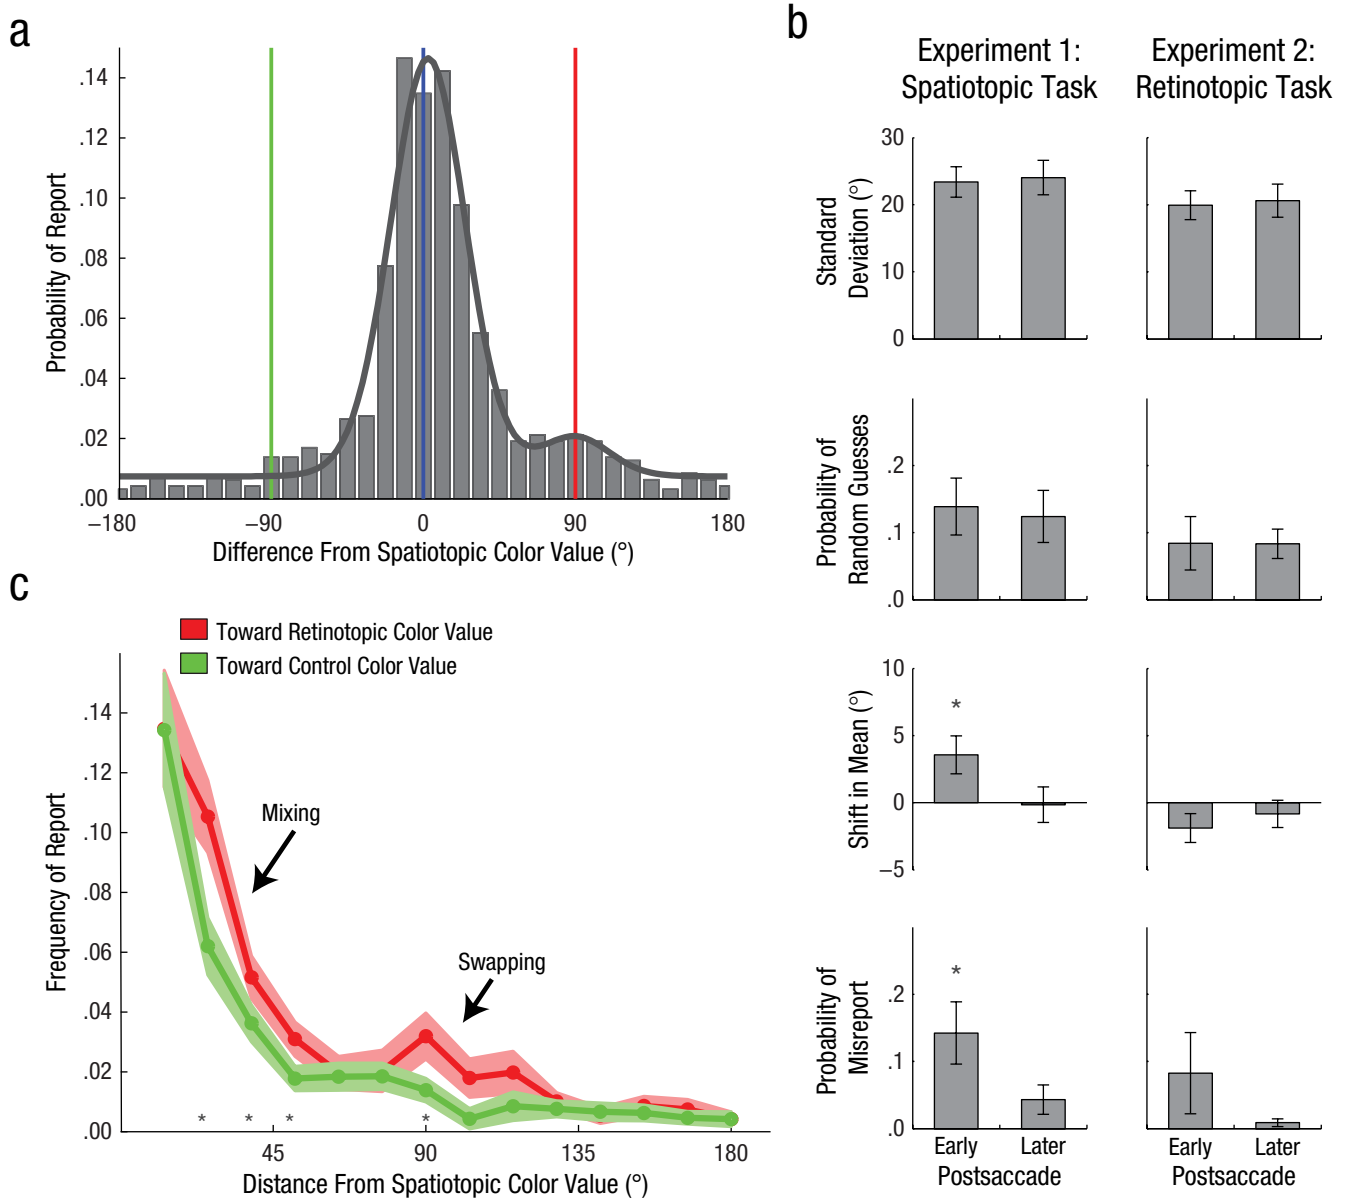 a
.14
.12
.10
.08
.06
.04
.02
.00
Probability of Report
−180
−90
0
90
180
Difference From Spatiotopic Color Value (°)
b
Experiment 1:
Spatiotopic Task
Experiment 2:
Retinotopic Task
30
20
10
0
Standard
Deviation (°)
.2
.1
.0
Probability of
Random Guesses
10
5
0
−5
Shift in Mean (°)
*
.2
.1
.0
Probability of
Misreport
*
Early
Later
Postsaccade
Early
Later
Postsaccade
c
Toward Retinotopic Color Value
Toward Control Color Value
.14
.12
.10
.08
.06
.04
.02
.00
Frequency of Report
Mixing
Swapping
* * * *
45
90
135
180
Distance From Spatiotopic Color Value (°)